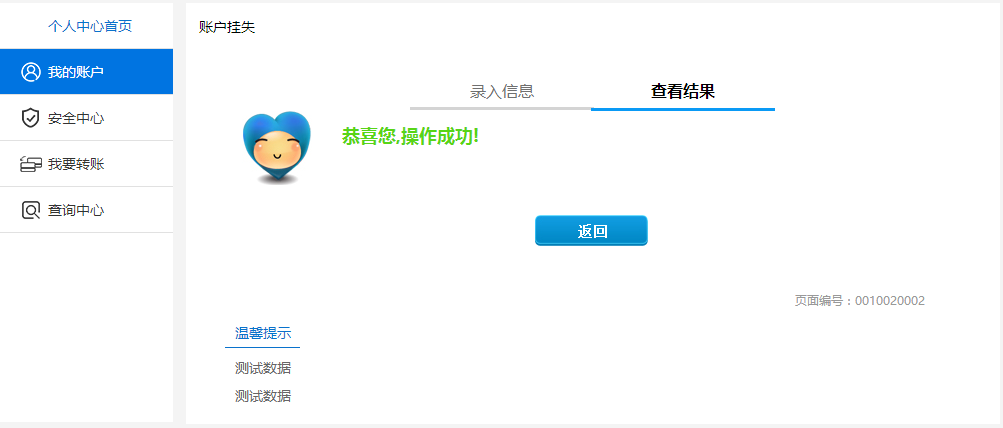 个人中心首页
我的账户
安全中心
我要转账
查询中心
账户挂失
录入信息
查看结果
恭喜您,操作成功!
返回
页面编号：0010020002
温馨提示
测试数据
测试数据